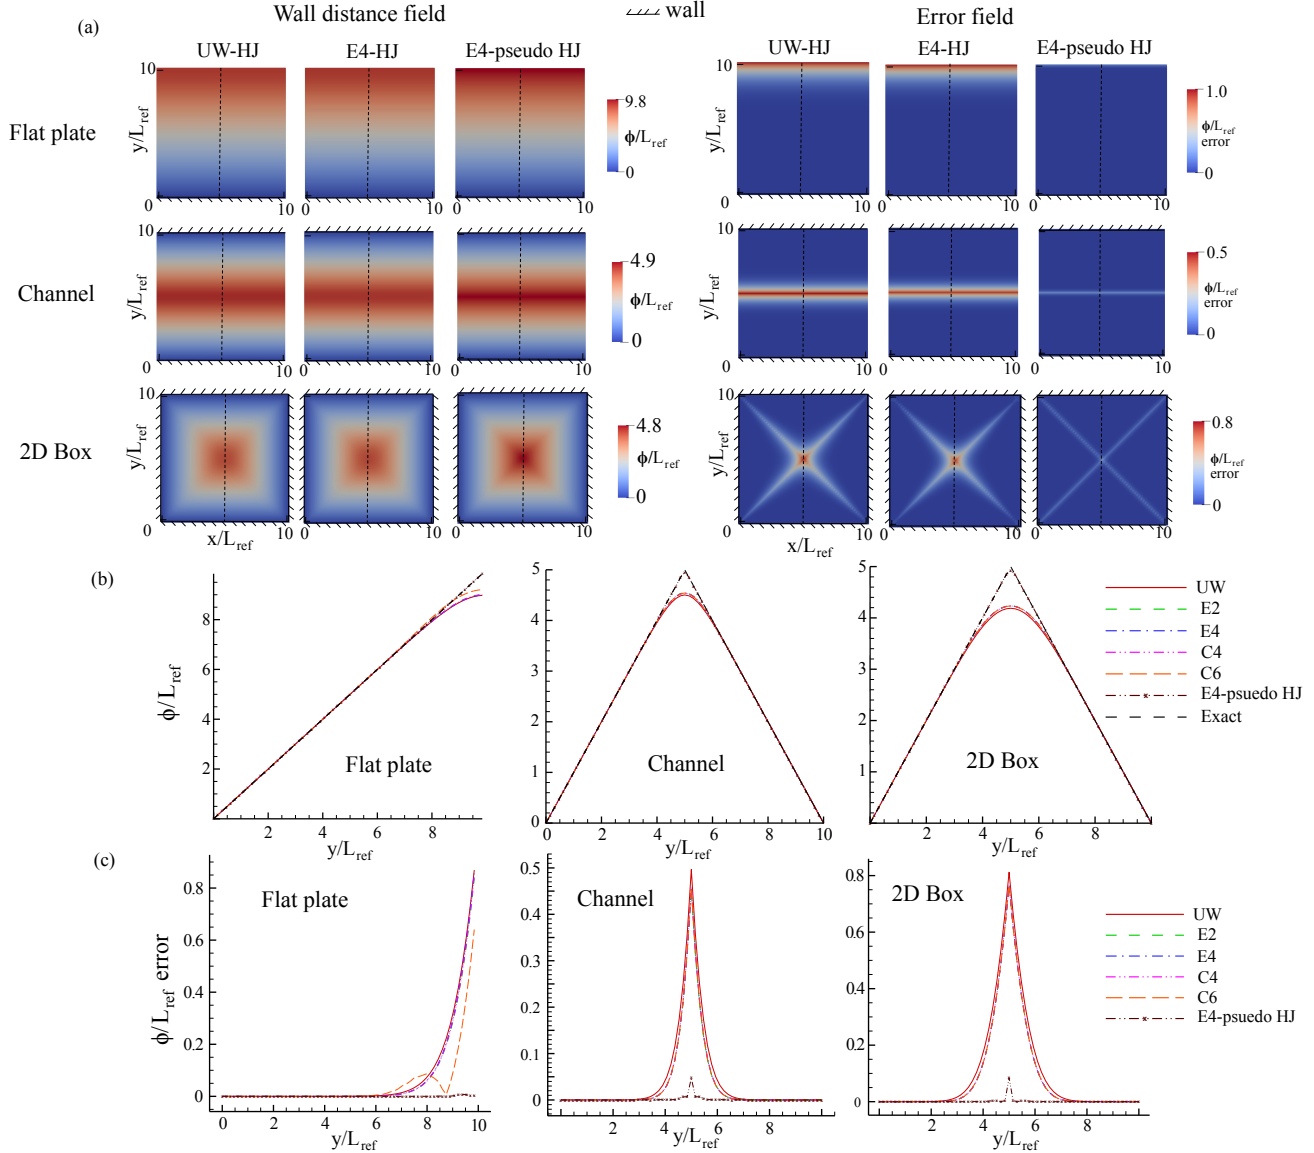 (a)
Wall distance field
wall
Error field
UW-HJ
E4-HJ
E4-pseudo HJ
UW-HJ
E4-HJ
E4-pseudo HJ
Flat plate
10
y/L_ref
0
0
10
0
10
0
10
9.8
ϕ/L_ref
0
10
y/L_ref
0
0
10
0
10
0
10
1.0
ϕ/L_ref
error
0
Channel
10
y/L_ref
0
0
10
0
10
0
10
4.9
ϕ/L_ref
0
10
y/L_ref
0
0
10
0
10
0
10
0.5
ϕ/L_ref
error
0
2D Box
10
y/L_ref
0
10
0
10
0
10
x/L_ref
4.8
ϕ/L_ref
0
10
y/L_ref
0
10
0
10
0
10
x/L_ref
0.8
ϕ/L_ref
error
0
(b)
ϕ/L_ref
8
6
4
2
2
4
6
8
y/L_ref
Flat plate
5
4
3
2
1
0
0
2
4
6
8
10
y/L_ref
Channel
5
4
3
2
1
0
2
4
6
8
y/L_ref
2D Box
UW
E2
E4
C4
C6
E4-psuedo HJ
Exact
(c)
ϕ/L_ref error
0.8
0.6
0.4
0.2
0
0
2
4
6
8
10
y/L_ref
Flat plate
0.5
0.4
0.3
0.2
0.1
0
0
2
4
6
8
10
y/L_ref
Channel
0.8
0.6
0.4
0.2
0
0
2
4
6
8
10
y/L_ref
2D Box
UW
E2
E4
C4
C6
E4-psuedo HJ